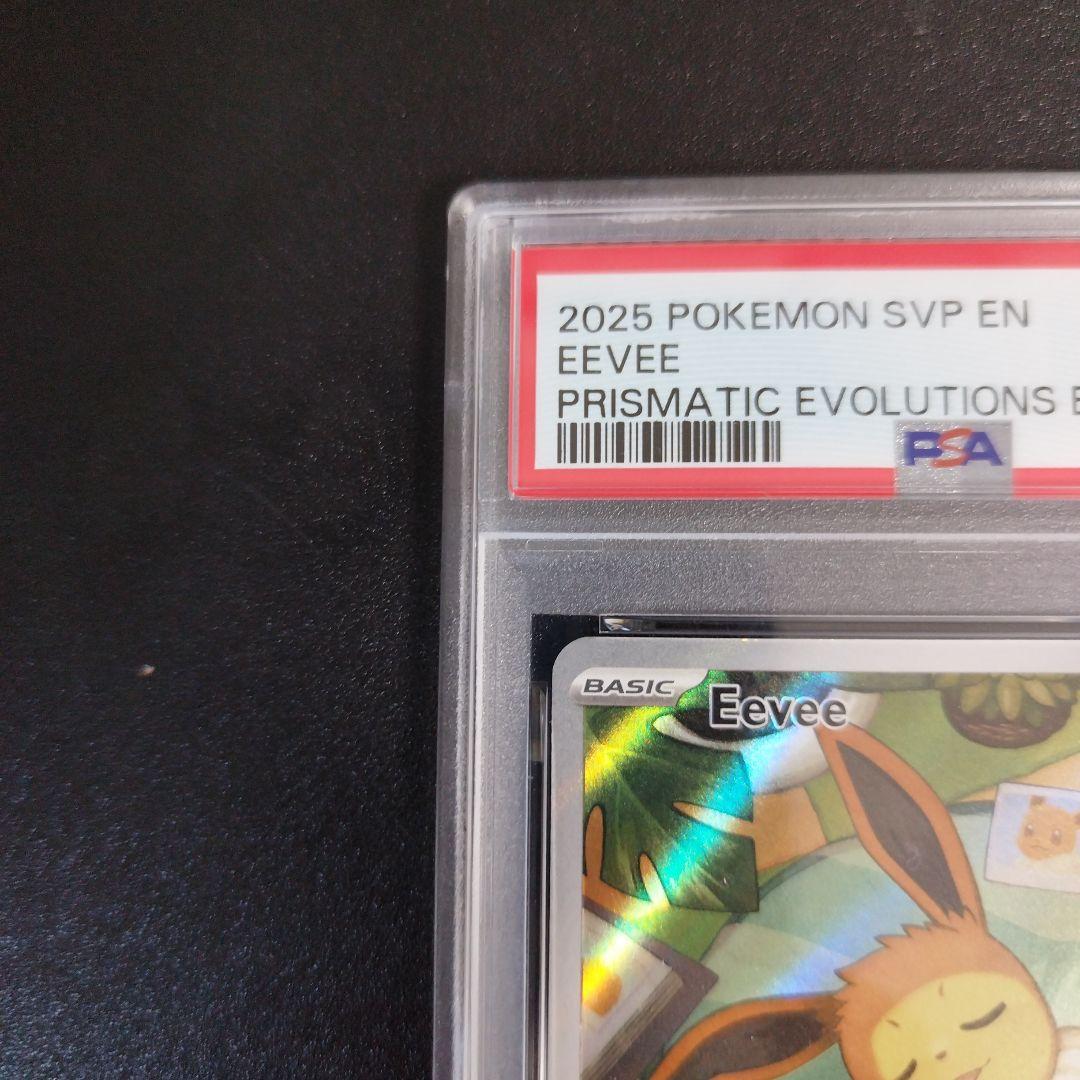 2025 POKEMON SVP EN
EEVEE
PRISMATIC EVOLUTIONS
PSA
BASIC Eevee